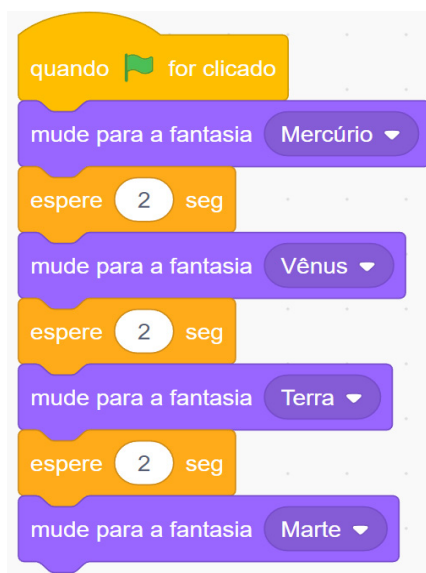 quando for clicado
mude para a fantasia Mercúrio
espere 2 seg
mude para a fantasia Vênus
espere 2 seg
mude para a fantasia Terra
espere 2 seg
mude para a fantasia Marte